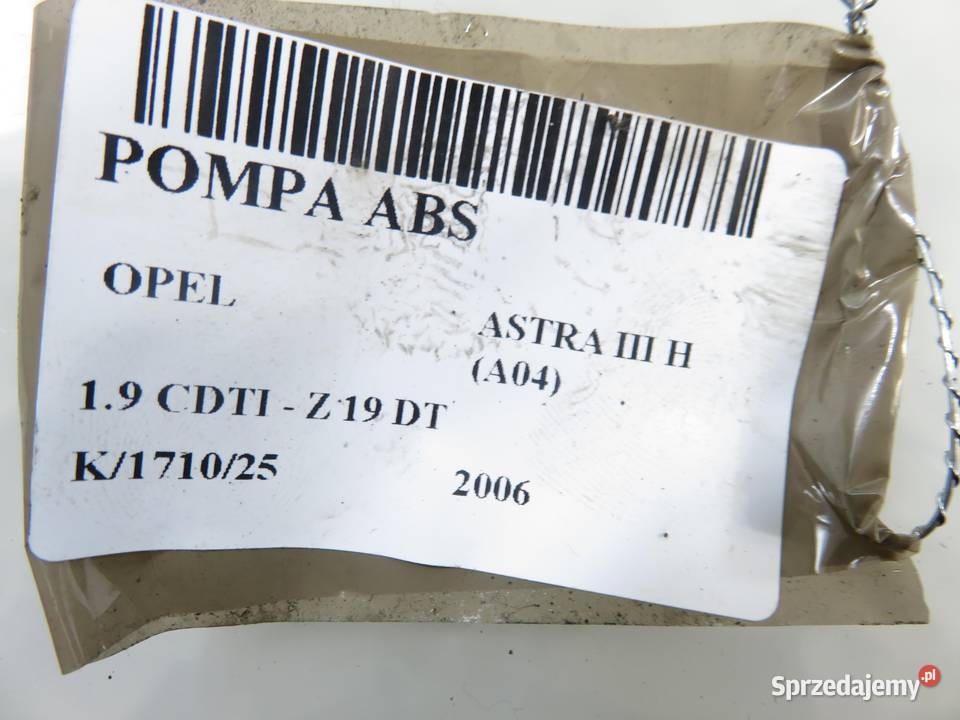 POMPA ABS
OPEL
ASTRA III H
(A04)
1.9 CDTI - Z 19 DT
K/1710/25
2006
Sprzedajemy.pl